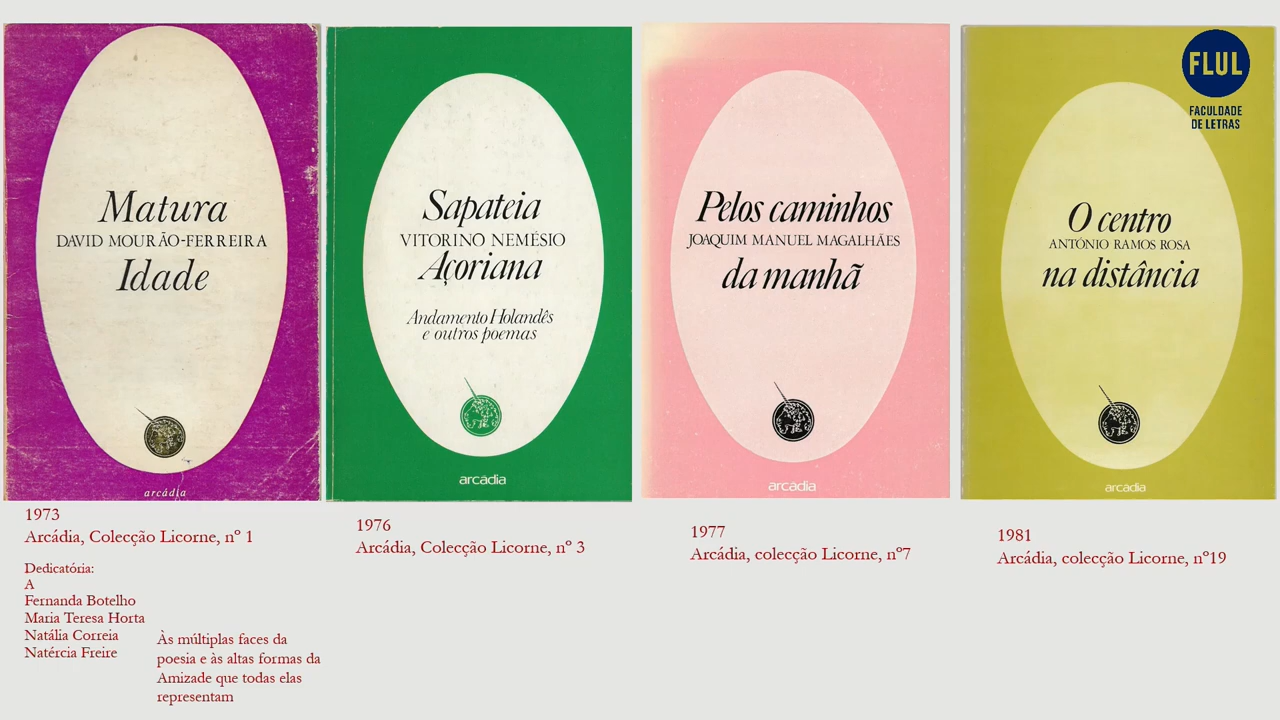 Matura
DAVID MOURÃO-FERREIRA
Idade
arcádia
1973
Arcádia, Colecção Licorne, nº 1
Dedicatória:
A
Fernanda Botelho
Maria Teresa Horta
Natália Correia
Natércia Freire
Às múltiplas faces da
poesia e às altas formas da
Amizade que todas elas
representam
Sapateia
VITORINO NEMÉSIO
Açoriana
Andamento Holandês
e outros poemas
arcádia
1976
Arcádia, Colecção Licorne, nº 3
Pelos caminhos
JOAQUIM MANUEL MAGALHÃES
da manhã
arcádia
1977
Arcádia, colecção Licorne, nº7
FLUL
FACULDADE
DE LETRAS
O centro
ANTÓNIO RAMOS ROSA
na distância
arcádia
1981
Arcádia, colecção Licorne, nº19